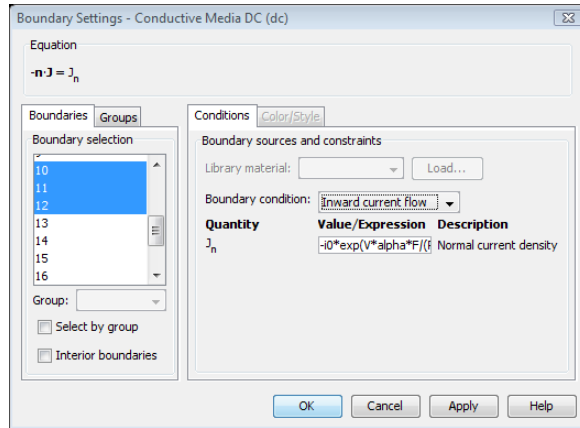 Boundary Settings - Conductive Media DC (dc)
Equation
-n·J = Jn
Boundaries Groups
Conditions Color/Style
Boundary selection
10
11
12
13
14
15
16
Group:
Select by group
Interior boundaries
Boundary sources and constraints
Library material: Load...
Boundary condition: Inward current flow
Quantity Value/Expression Description
Jn -i0*exp(V*alpha*F/( Normal current density
OK Cancel Apply Help